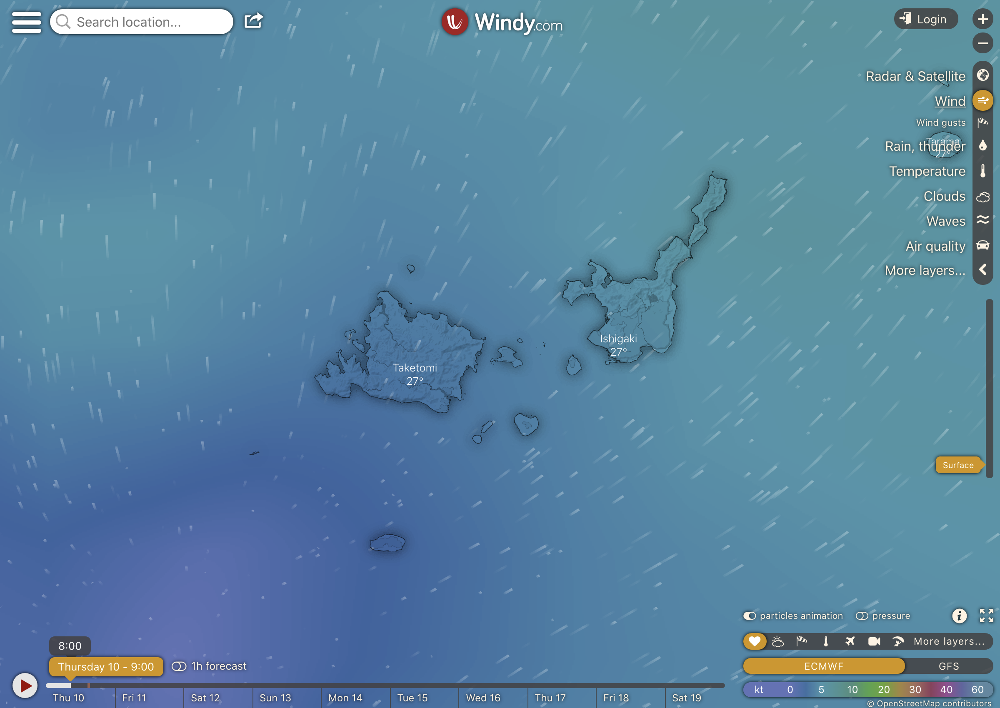 Search location...
Windy.com
Login
Radar & Satellite
Wind
Wind gusts
Tarama
27°
Rain, thunder
Temperature
Clouds
Waves
Air quality
More layers...
Ishigaki
27°
Taketomi
27°
Surface
particles animation
pressure
More layers...
8:00
Thursday 10 - 9:00
1h forecast
ECMWF
GFS
kt 0 5 10 20 30 40 60
Thu 10
Fri 11
Sat 12
Sun 13
Mon 14
Tue 15
Wed 16
Thu 17
Fri 18
Sat 19
© OpenStreetMap contributors